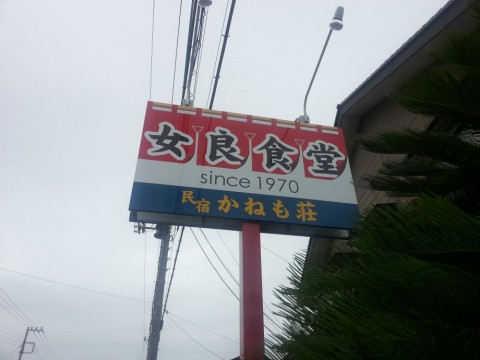 女良食堂
since 1970
民宿 かねも荘